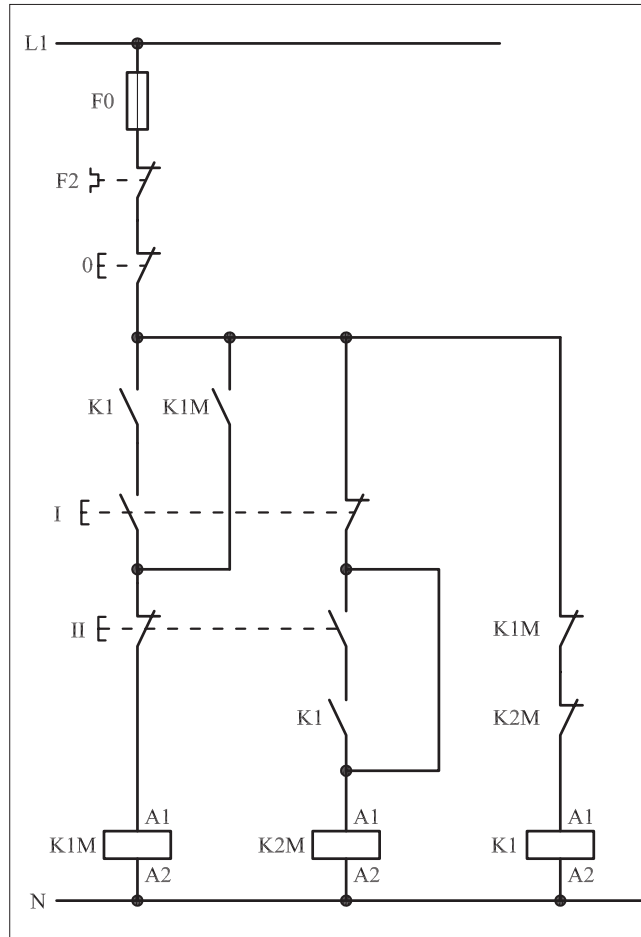 L1
F0
F2
0
K1 K1M
I
II K1M
K1 K2M
A1 A1 A1
K1M K2M K1
A2 A2 A2
N